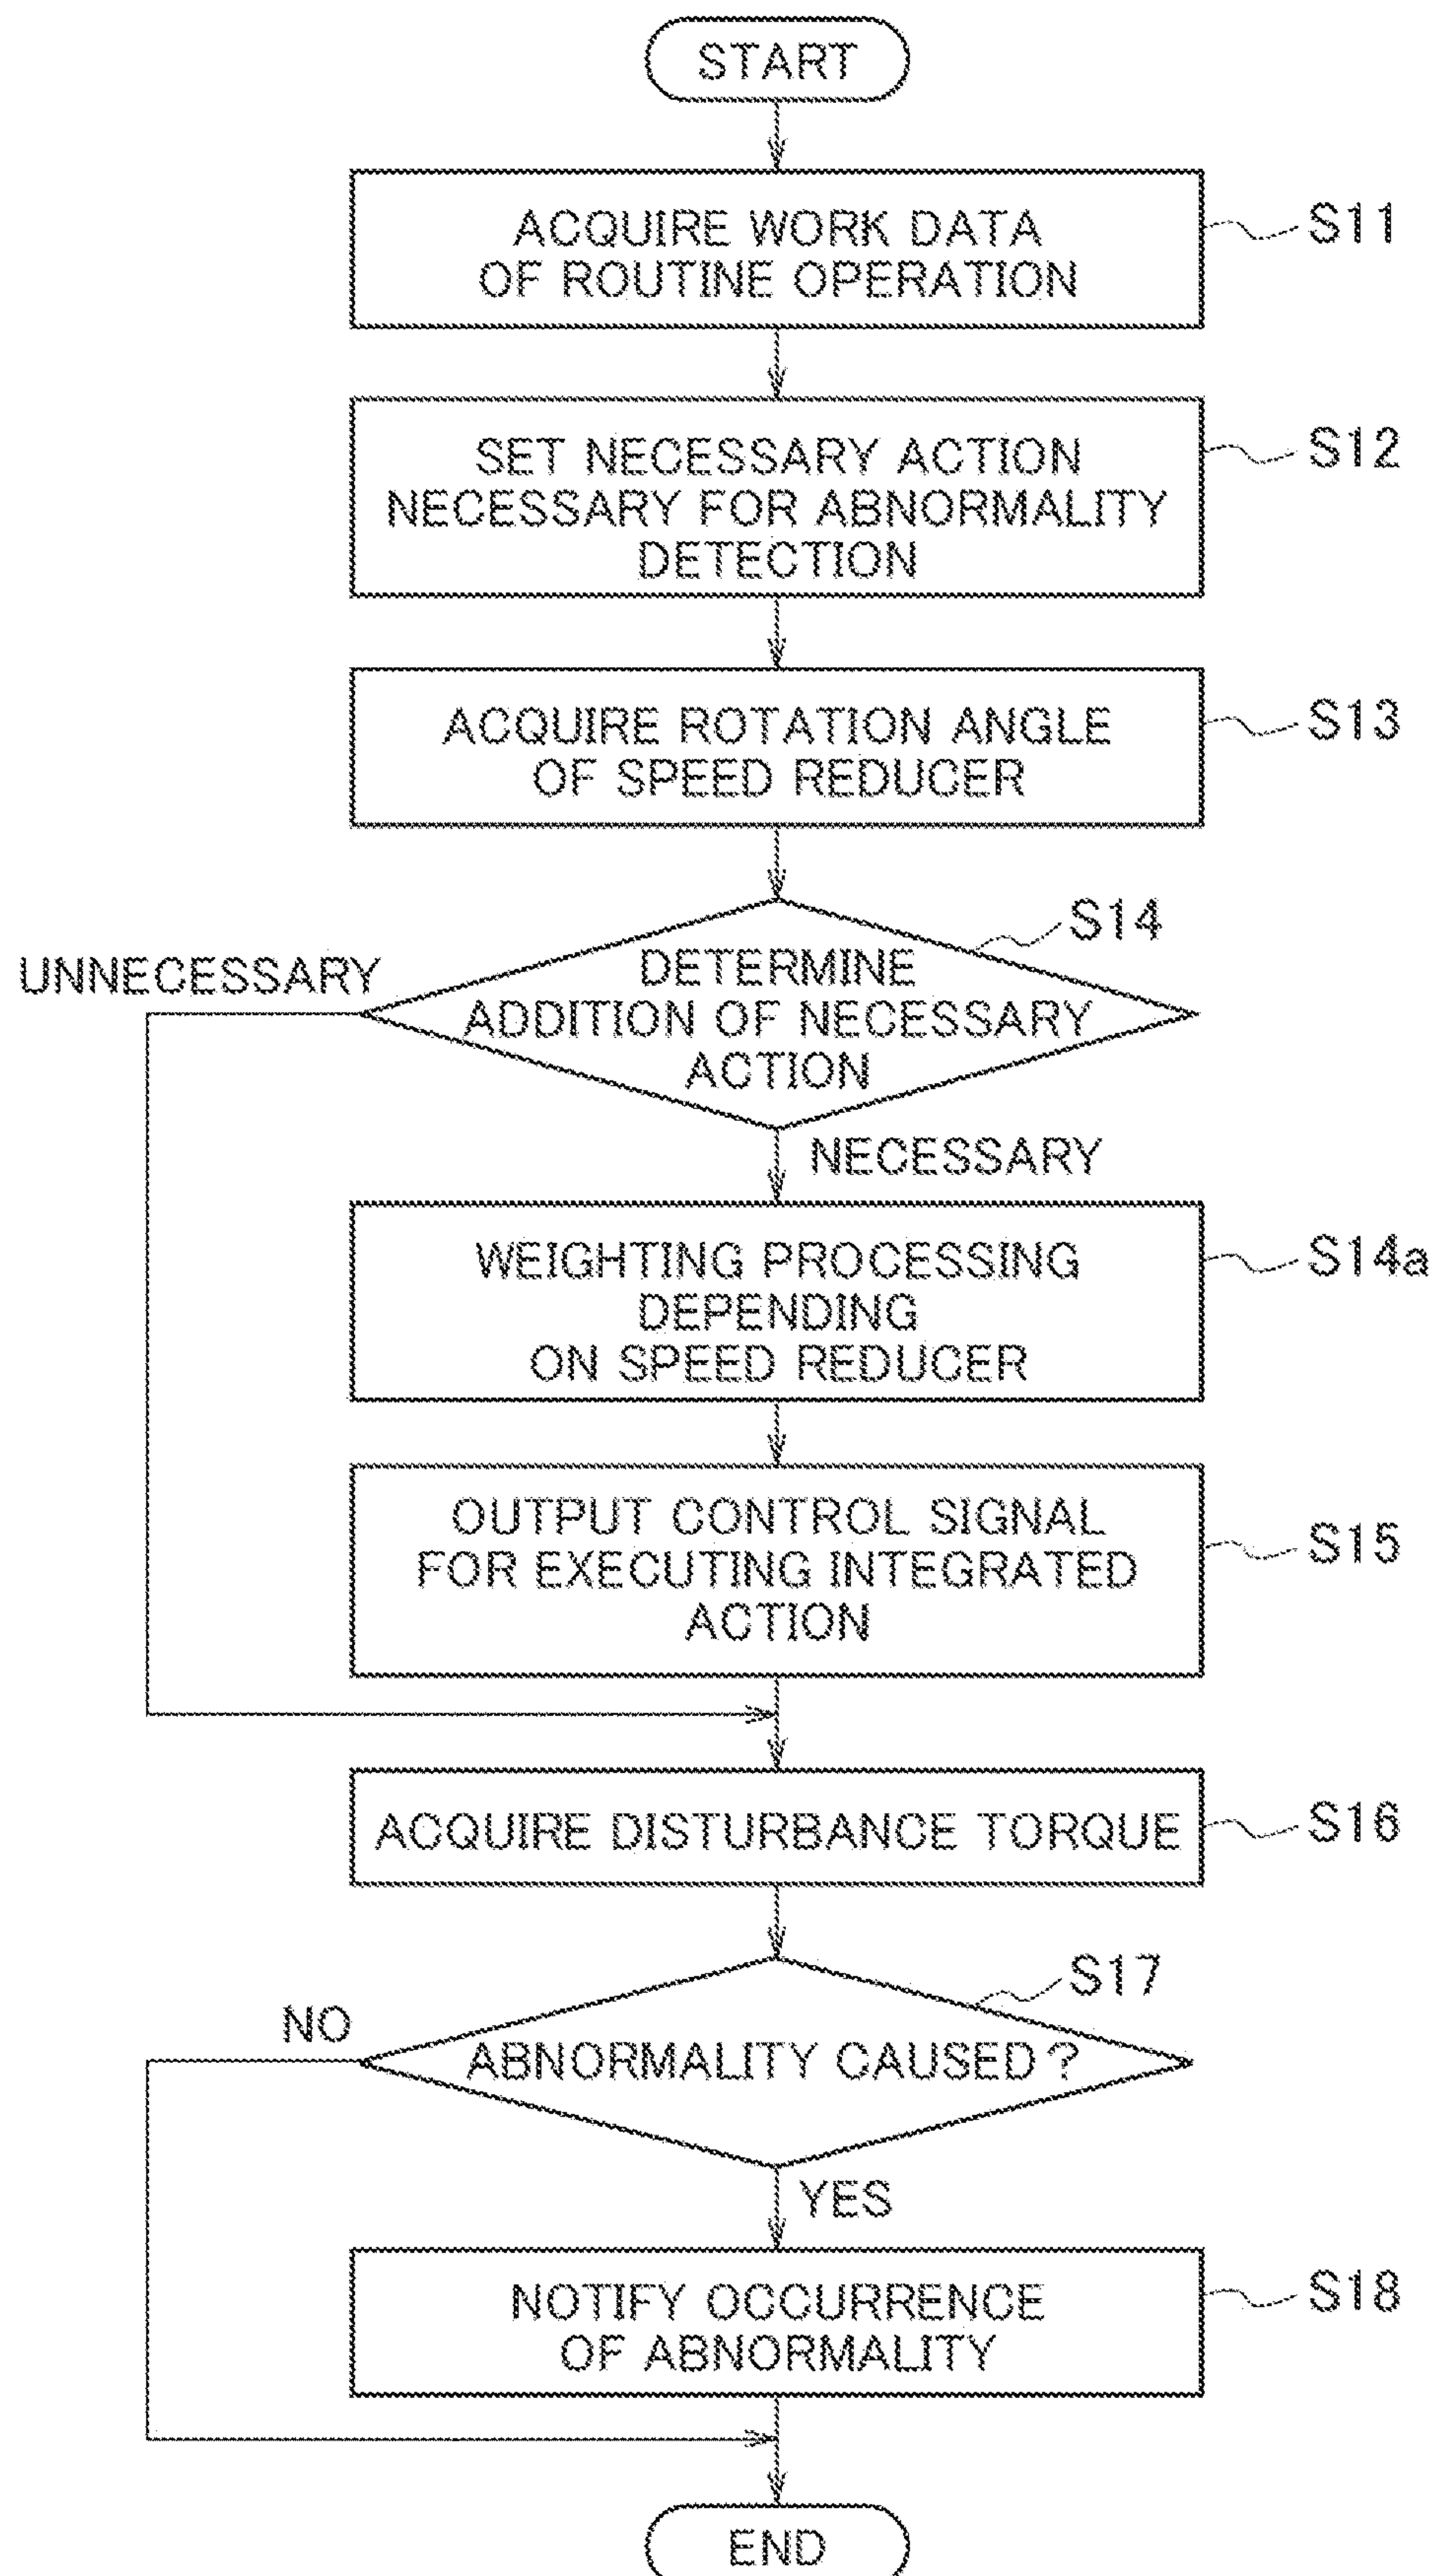 START
ACQUIRE WORK DATA
OF ROUTINE OPERATION
S11
SET NECESSARY ACTION
NECESSARY FOR ABNORMALITY
DETECTION
S12
ACQUIRE ROTATION ANGLE
OF SPEED REDUCER
S13
S14
UNNECESSARY
DETERMINE
ADDITION OF NECESSARY
ACTION
NECESSARY
WEIGHTING PROCESSING
DEPENDING
ON SPEED REDUCER
S14a
OUTPUT CONTROL SIGNAL
FOR EXECUTING INTEGRATED
ACTION
S15
ACQUIRE DISTURBANCE TORQUE
S16
S17
NO
ABNORMALITY CAUSED?
YES
NOTIFY OCCURRENCE
OF ABNORMALITY
S18
END